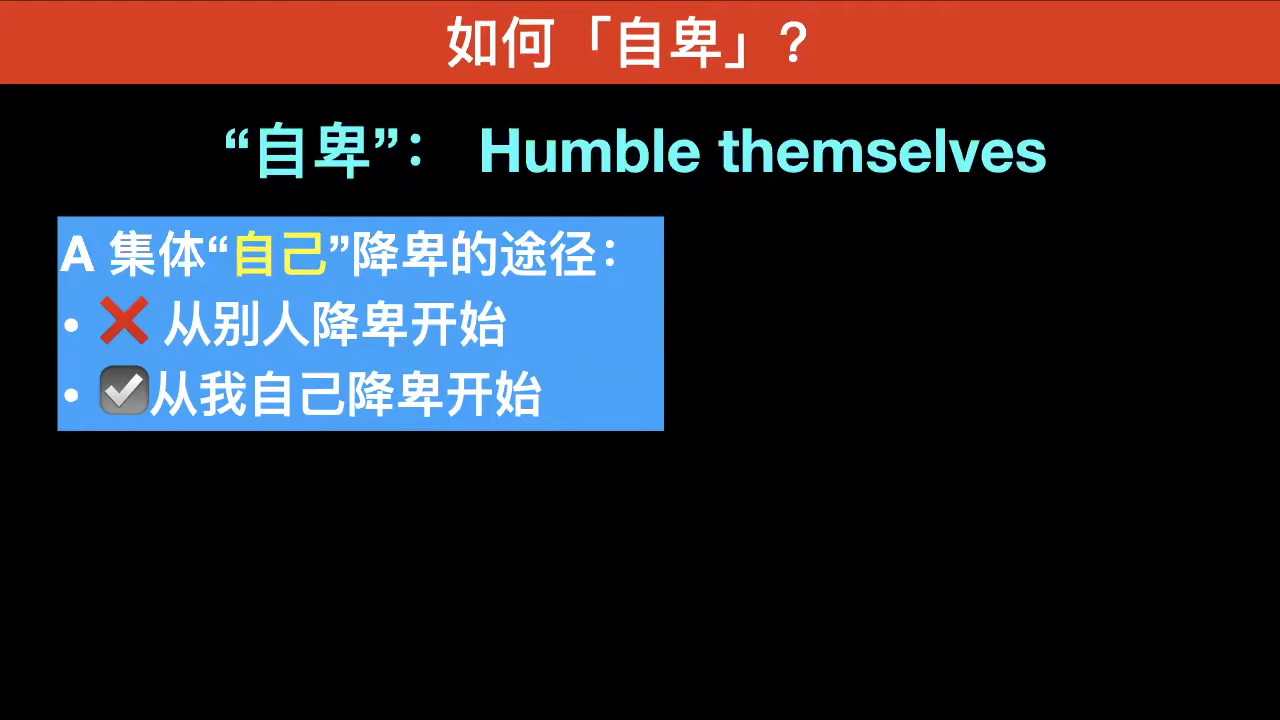 如何「自卑」?
“自卑”: Humble themselves
A 集体“自己”降卑的途径:
• ❌ 从别人降卑开始
• ☑️从我自己降卑开始